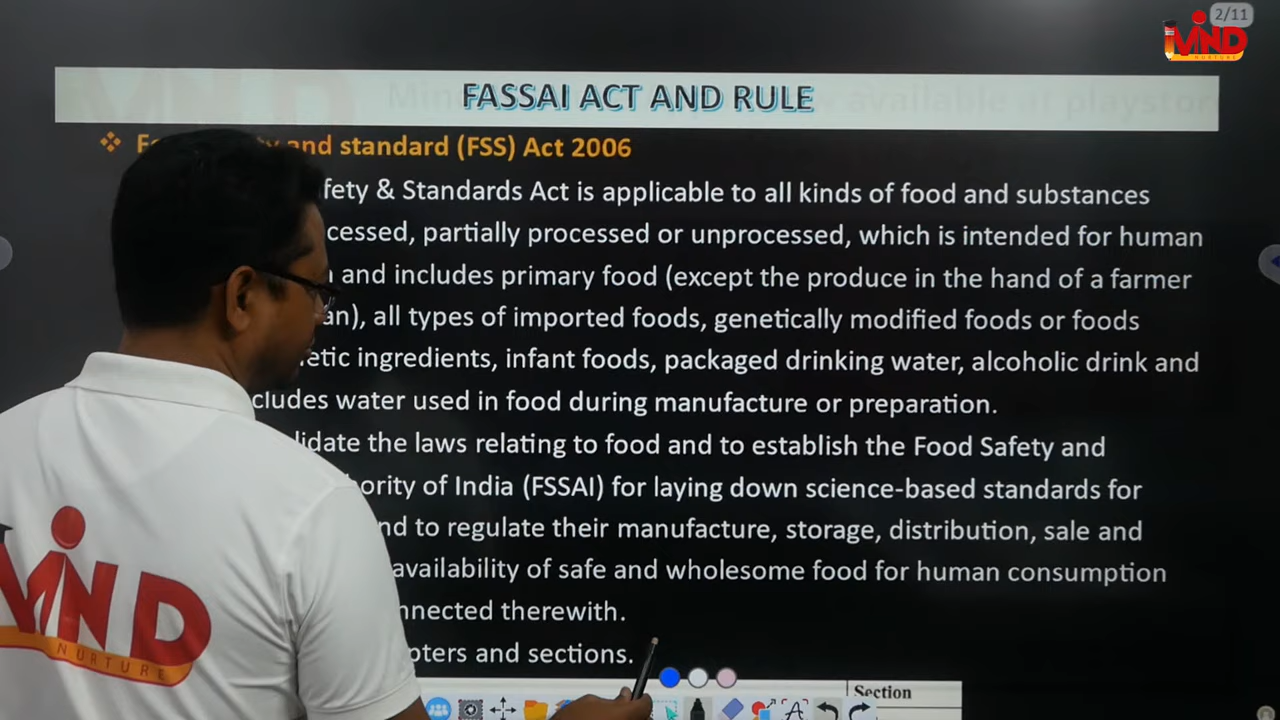 2/11
MIND
NURTURE
FASSAI ACT AND RULE
and standard (FSS) Act 2006
fety & Standards Act is applicable to all kinds of food and substances
cessed, partially processed or unprocessed, which is intended for human
and includes primary food (except the produce in the hand of a farmer
an), all types of imported foods, genetically modified foods or foods
etic ingredients, infant foods, packaged drinking water, alcoholic drink and
cludes water used in food during manufacture or preparation.
lidate the laws relating to food and to establish the Food Safety and
ority of India (FSSAI) for laying down science-based standards for
nd to regulate their manufacture, storage, distribution, sale and
availability of safe and wholesome food for human consumption
nnected therewith.
pters and sections.
Section
MIND
NURTURE